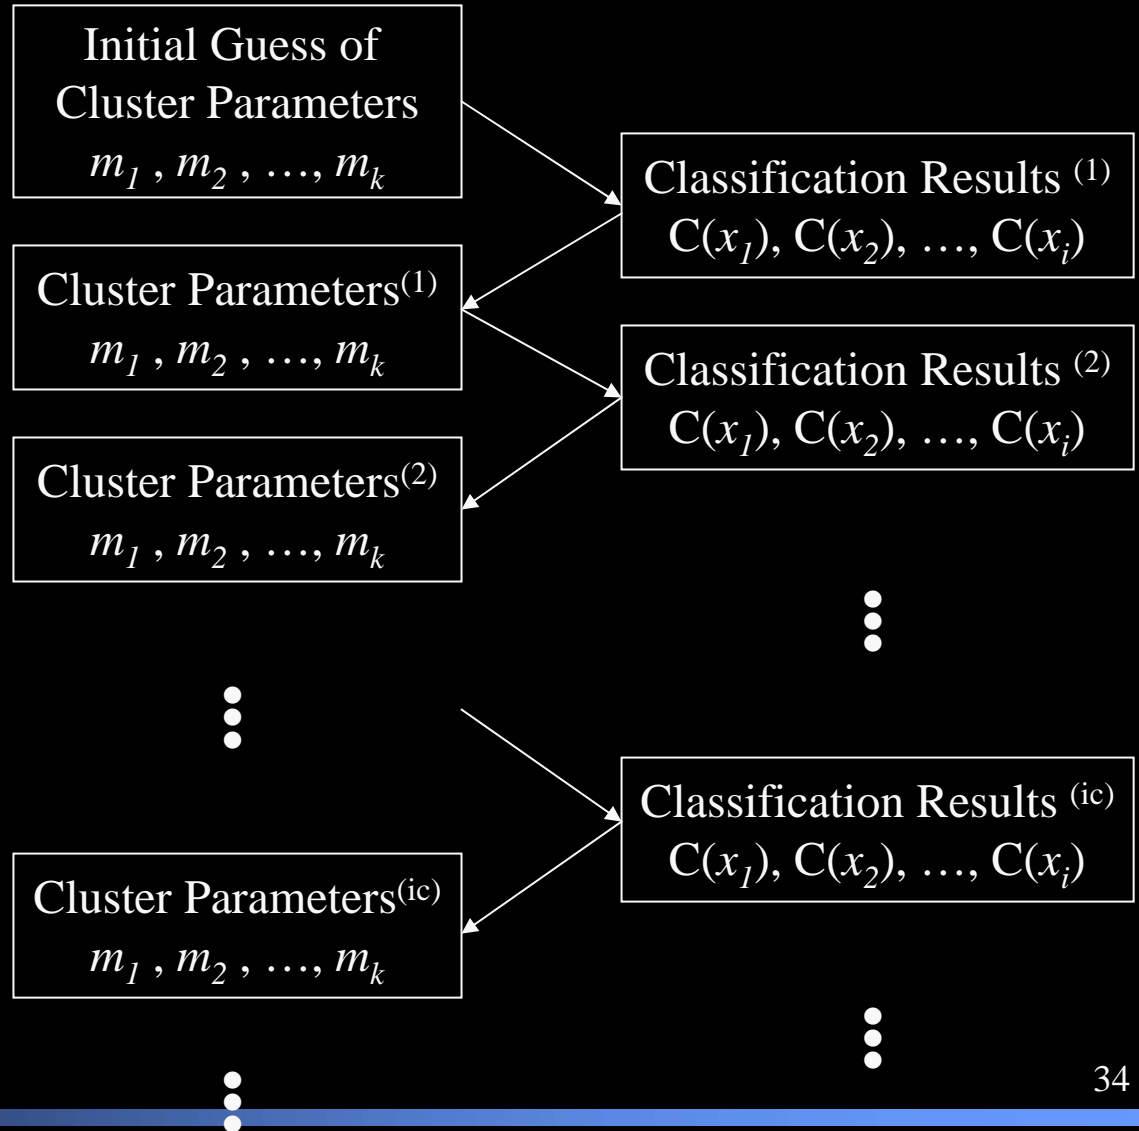 Initial Guess of
Cluster Parameters
m₁ , m₂ , …, mₖ
Classification Results ⁽¹⁾
C(x₁), C(x₂), …, C(xᵢ)
Cluster Parameters⁽¹⁾
m₁ , m₂ , …, mₖ
Classification Results ⁽²⁾
C(x₁), C(x₂), …, C(xᵢ)
Cluster Parameters⁽²⁾
m₁ , m₂ , …, mₖ
Classification Results ⁽ⁱᶜ⁾
C(x₁), C(x₂), …, C(xᵢ)
Cluster Parameters⁽ⁱᶜ⁾
m₁ , m₂ , …, mₖ
34